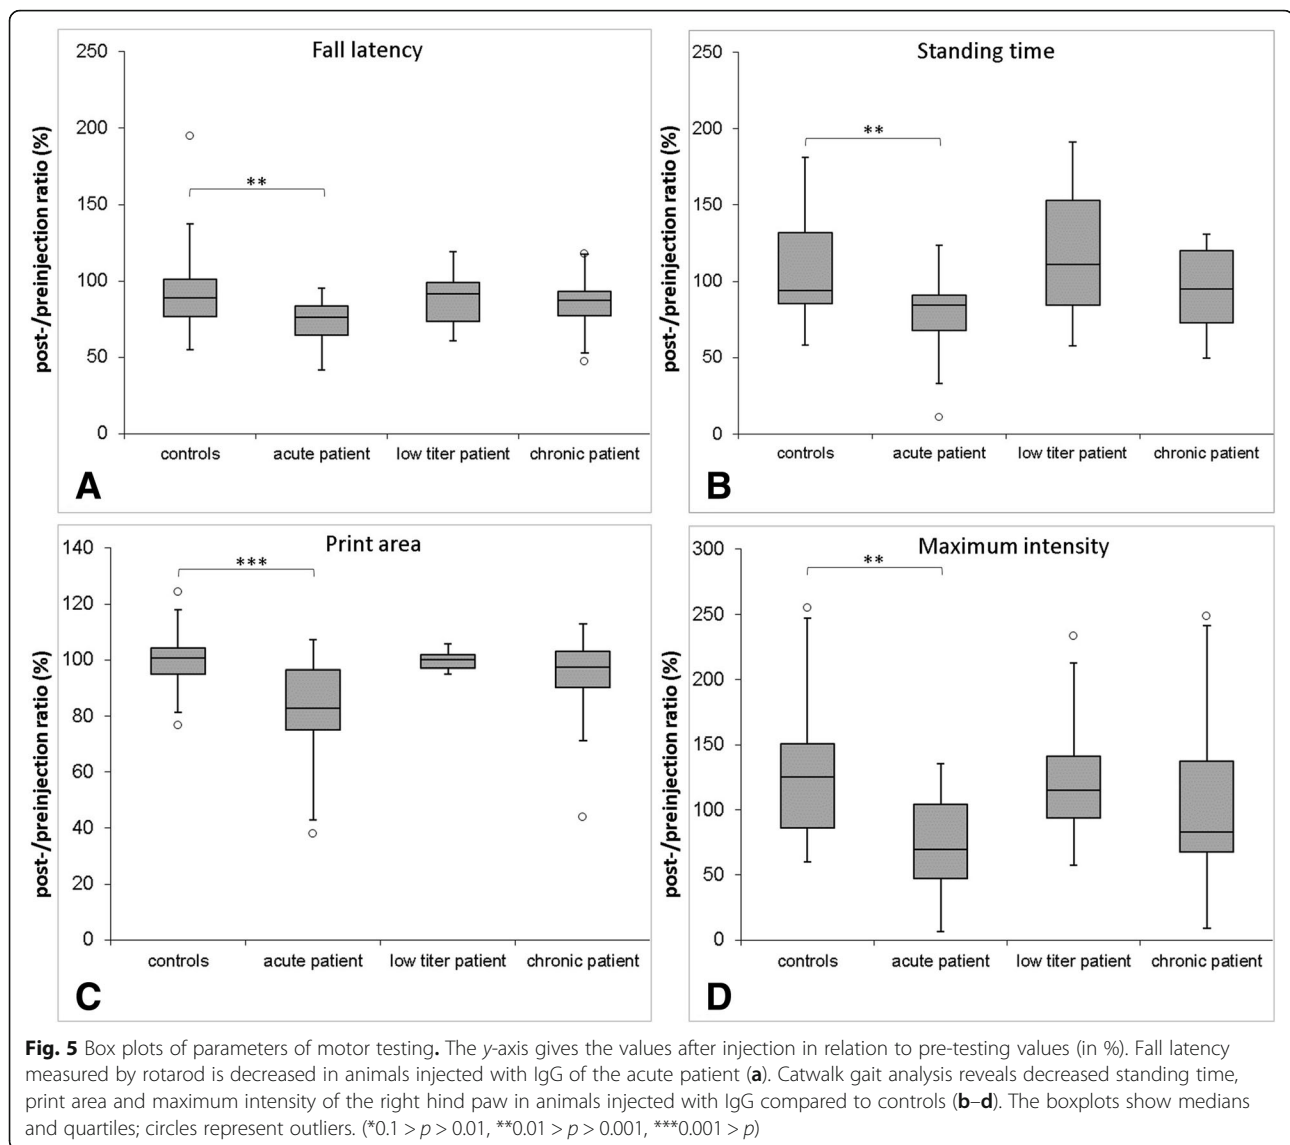 Fall latency
post-/preinjection ratio (%)
250
200
150
100
50
0
**
controls acute patient low titer patient chronic patient
A
Standing time
post-/preinjection ratio (%)
250
200
150
100
50
0
**
controls acute patient low titer patient chronic patient
B
Print area
post-/preinjection ratio (%)
140
120
100
80
60
40
20
0
***
controls acute patient low titer patient chronic patient
C
Maximum intensity
post-/preinjection ratio (%)
300
250
200
150
100
50
0
**
controls acute patient low titer patient chronic patient
D
Fig. 5 Box plots of parameters of motor testing. The y-axis gives the values after injection in relation to pre-testing values (in %). Fall latency
measured by rotarod is decreased in animals injected with IgG of the acute patient (a). Catwalk gait analysis reveals decreased standing time,
print area and maximum intensity of the right hind paw in animals injected with IgG compared to controls (b–d). The boxplots show medians
and quartiles; circles represent outliers. (*0.1 > p > 0.01, **0.01 > p > 0.001, ***0.001 > p)